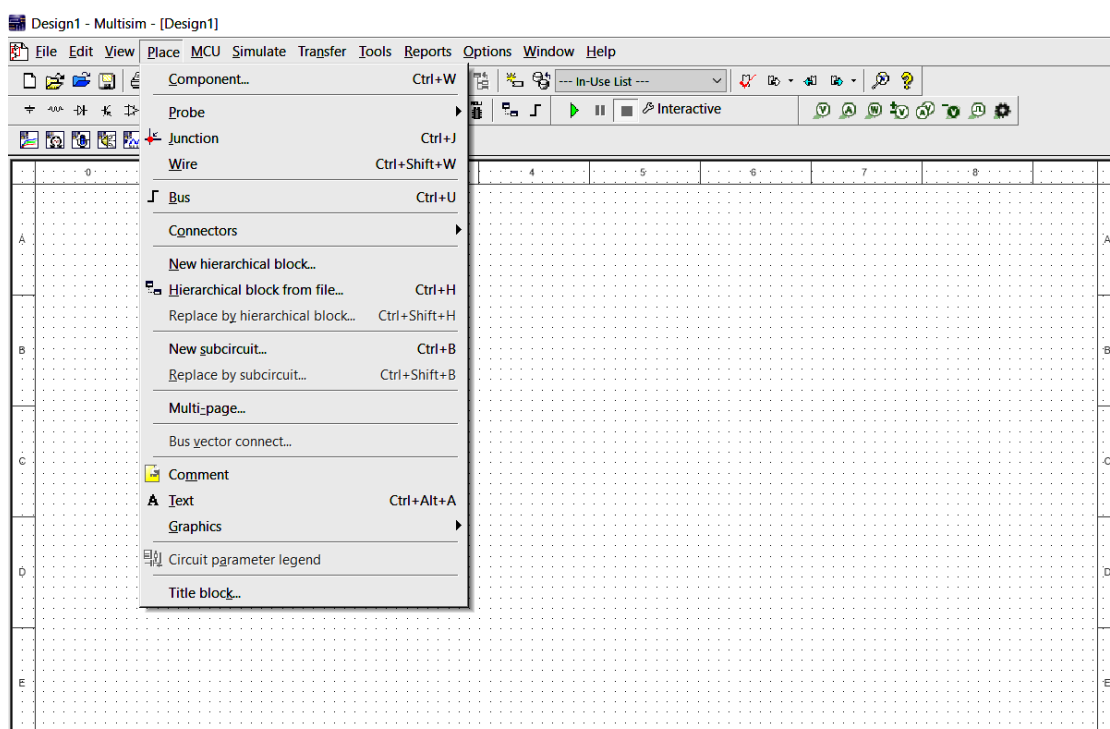 Design1 - Multisim - [Design1]
File Edit View Place MCU Simulate Transfer Tools Reports Options Window Help
--- In-Use List ---
Interactive
Component... Ctrl+W
Probe
Junction Ctrl+J
Wire Ctrl+Shift+W
Bus Ctrl+U
Connectors
New hierarchical block...
Hierarchical block from file... Ctrl+H
Replace by hierarchical block... Ctrl+Shift+H
New subcircuit... Ctrl+B
Replace by subcircuit... Ctrl+Shift+B
Multi-page...
Bus vector connect...
Comment
Text Ctrl+Alt+A
Graphics
Circuit parameter legend
Title block...
0 4 5 6 7 8
A A
B B
C C
D D
E E